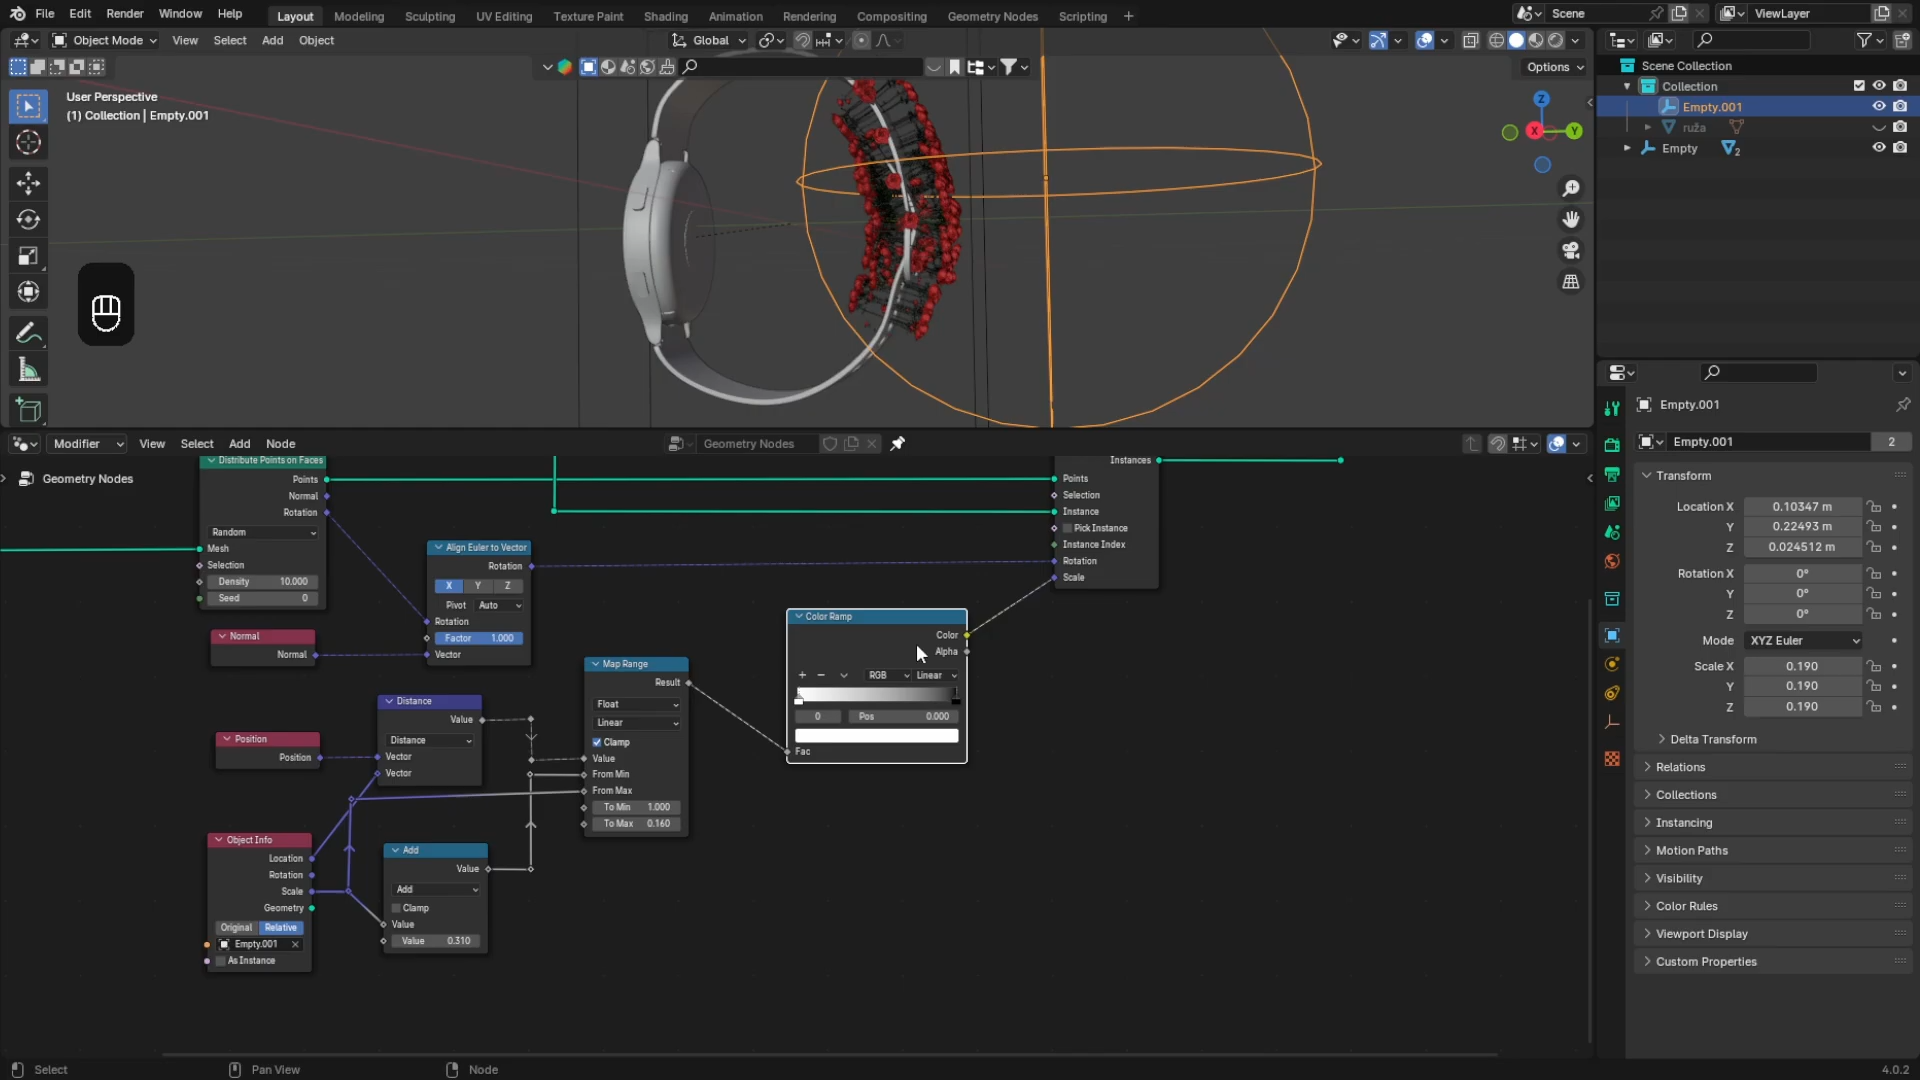 File Edit Render Window Help Layout Modeling Sculpting UV Editing Texture Paint Shading Animation Rendering Compositing Geometry Nodes Scripting + Scene ViewLayer
Object Mode View Select Add Object Global
Options
User Perspective
(1) Collection | Empty.001
Z
X
Y
Scene Collection
Collection
Empty.001
ruža
Empty 2
Empty.001
Empty.001 2
Transform
Location X 0.10347 m
Y 0.22493 m
Z 0.024512 m
Rotation X 0°
Y 0°
Z 0°
Mode XYZ Euler
Scale X 0.190
Y 0.190
Z 0.190
Delta Transform
Relations
Collections
Instancing
Motion Paths
Visibility
Color Rules
Viewport Display
Custom Properties
Modifier View Select Add Node Geometry Nodes
Geometry Nodes
Distribute Points on Faces
Points
Normal
Rotation
Random
Mesh
Selection
Density 10.000
Seed 0
Normal
Normal
Align Euler to Vector
Rotation
X Y Z
Pivot Auto
Rotation
Factor 1.000
Vector
Position
Position
Distance
Value
Distance
Vector
Vector
Object Info
Location
Rotation
Scale
Geometry
Original Relative
Empty.001
As Instance
Add
Value
Add
Clamp
Value
Value 0.310
Map Range
Result
Float
Linear
Clamp
Value
From Min
From Max
To Min 1.000
To Max 0.160
Color Ramp
Color
Alpha
RGB Linear
0 Pos 0.000
Fac
Instances
Points
Selection
Instance
Pick Instance
Instance Index
Rotation
Scale
Select Pan View Node 4.0.2